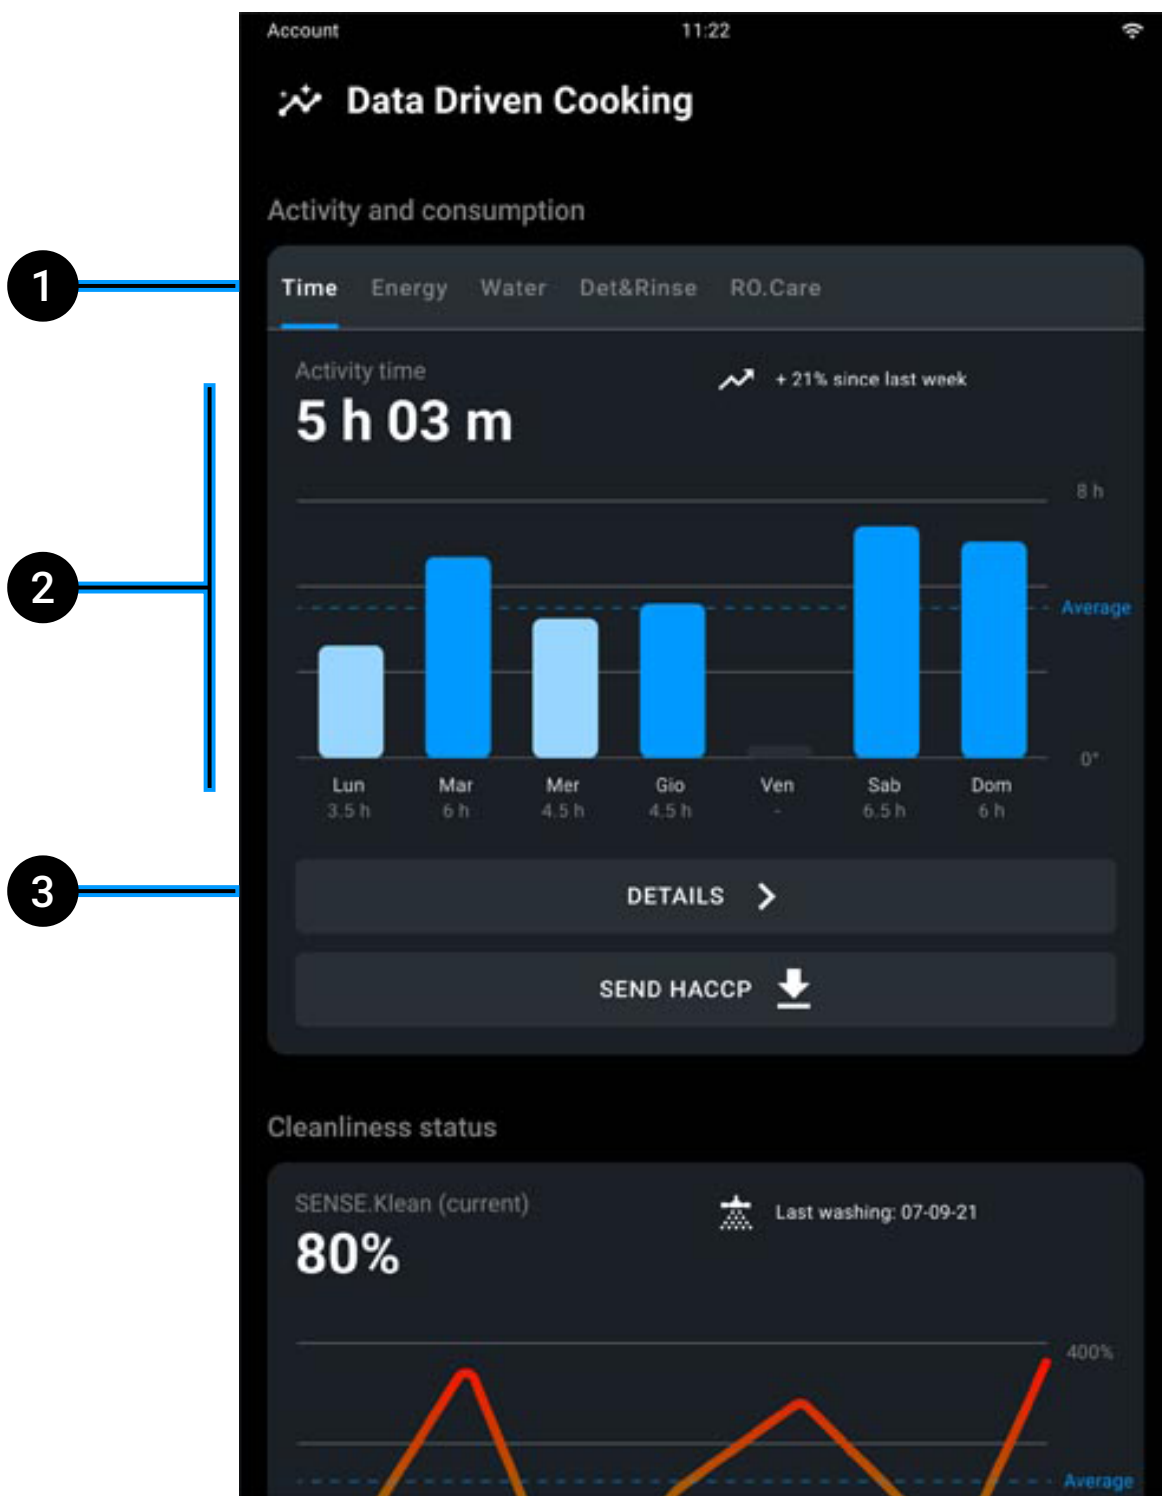 Account 11:22
Data Driven Cooking
Activity and consumption
1
Time Energy Water Det&Rinse RO.Care
Activity time
+ 21% since last week
5 h 03 m
8 h
2
Average
0°
Lun Mar Mer Gio Ven Sab Dom
3.5 h 6 h 4.5 h 4.5 h - 6.5 h 6 h
3
DETAILS
SEND HACCP
Cleanliness status
SENSE.Klean (current)
Last washing: 07-09-21
80%
400%
Average